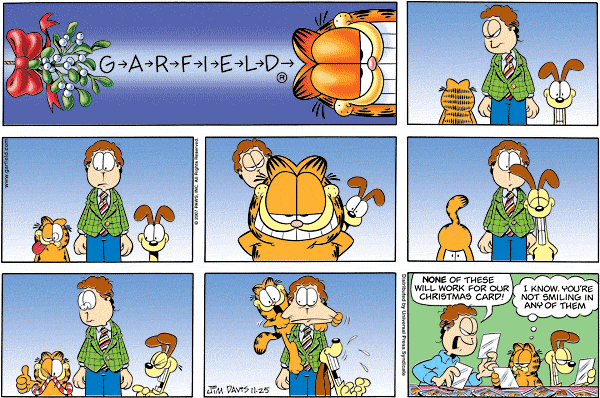 G→A→R→F→I→E→L→D→
®
www.garfield.com
© 2007 PAWS, INC. All Rights Reserved.
JIM DAVIS 11-25
Distributed by Universal Press Syndicate
NONE OF THESE
WILL WORK FOR OUR
CHRISTMAS CARD!
I KNOW. YOU'RE
NOT SMILING IN
ANY OF THEM